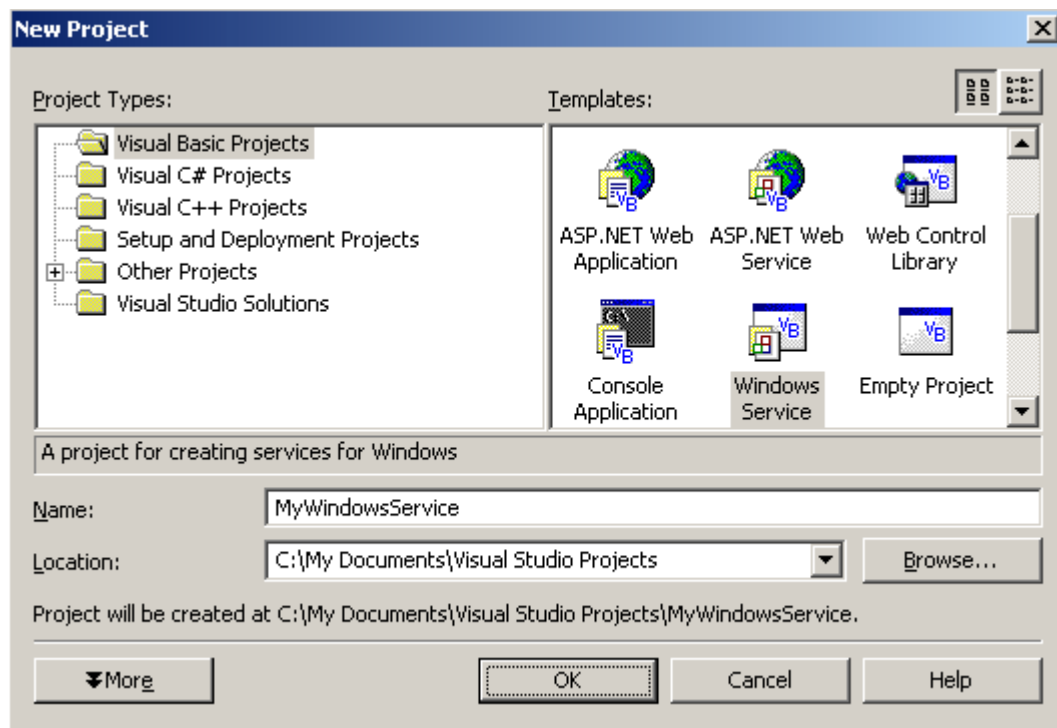 New Project
Project Types:
Templates:
Visual Basic Projects
Visual C# Projects
Visual C++ Projects
Setup and Deployment Projects
Other Projects
Visual Studio Solutions
ASP.NET Web
Application
ASP.NET Web
Service
Web Control
Library
Console
Application
Windows
Service
Empty Project
A project for creating services for Windows
Name:
MyWindowsService
Location:
C:\My Documents\Visual Studio Projects
Browse...
Project will be created at C:\My Documents\Visual Studio Projects\MyWindowsService.
More
OK
Cancel
Help